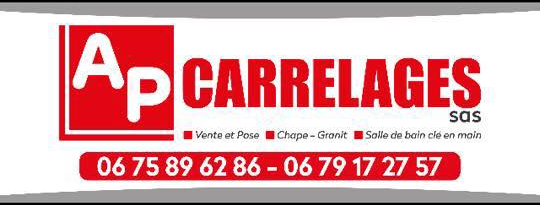 AP CARRELAGES
sas
■ Vente et Pose ■ Chape - Granit ■ Salle de bain clé en main
06 75 89 62 86 - 06 79 17 27 57